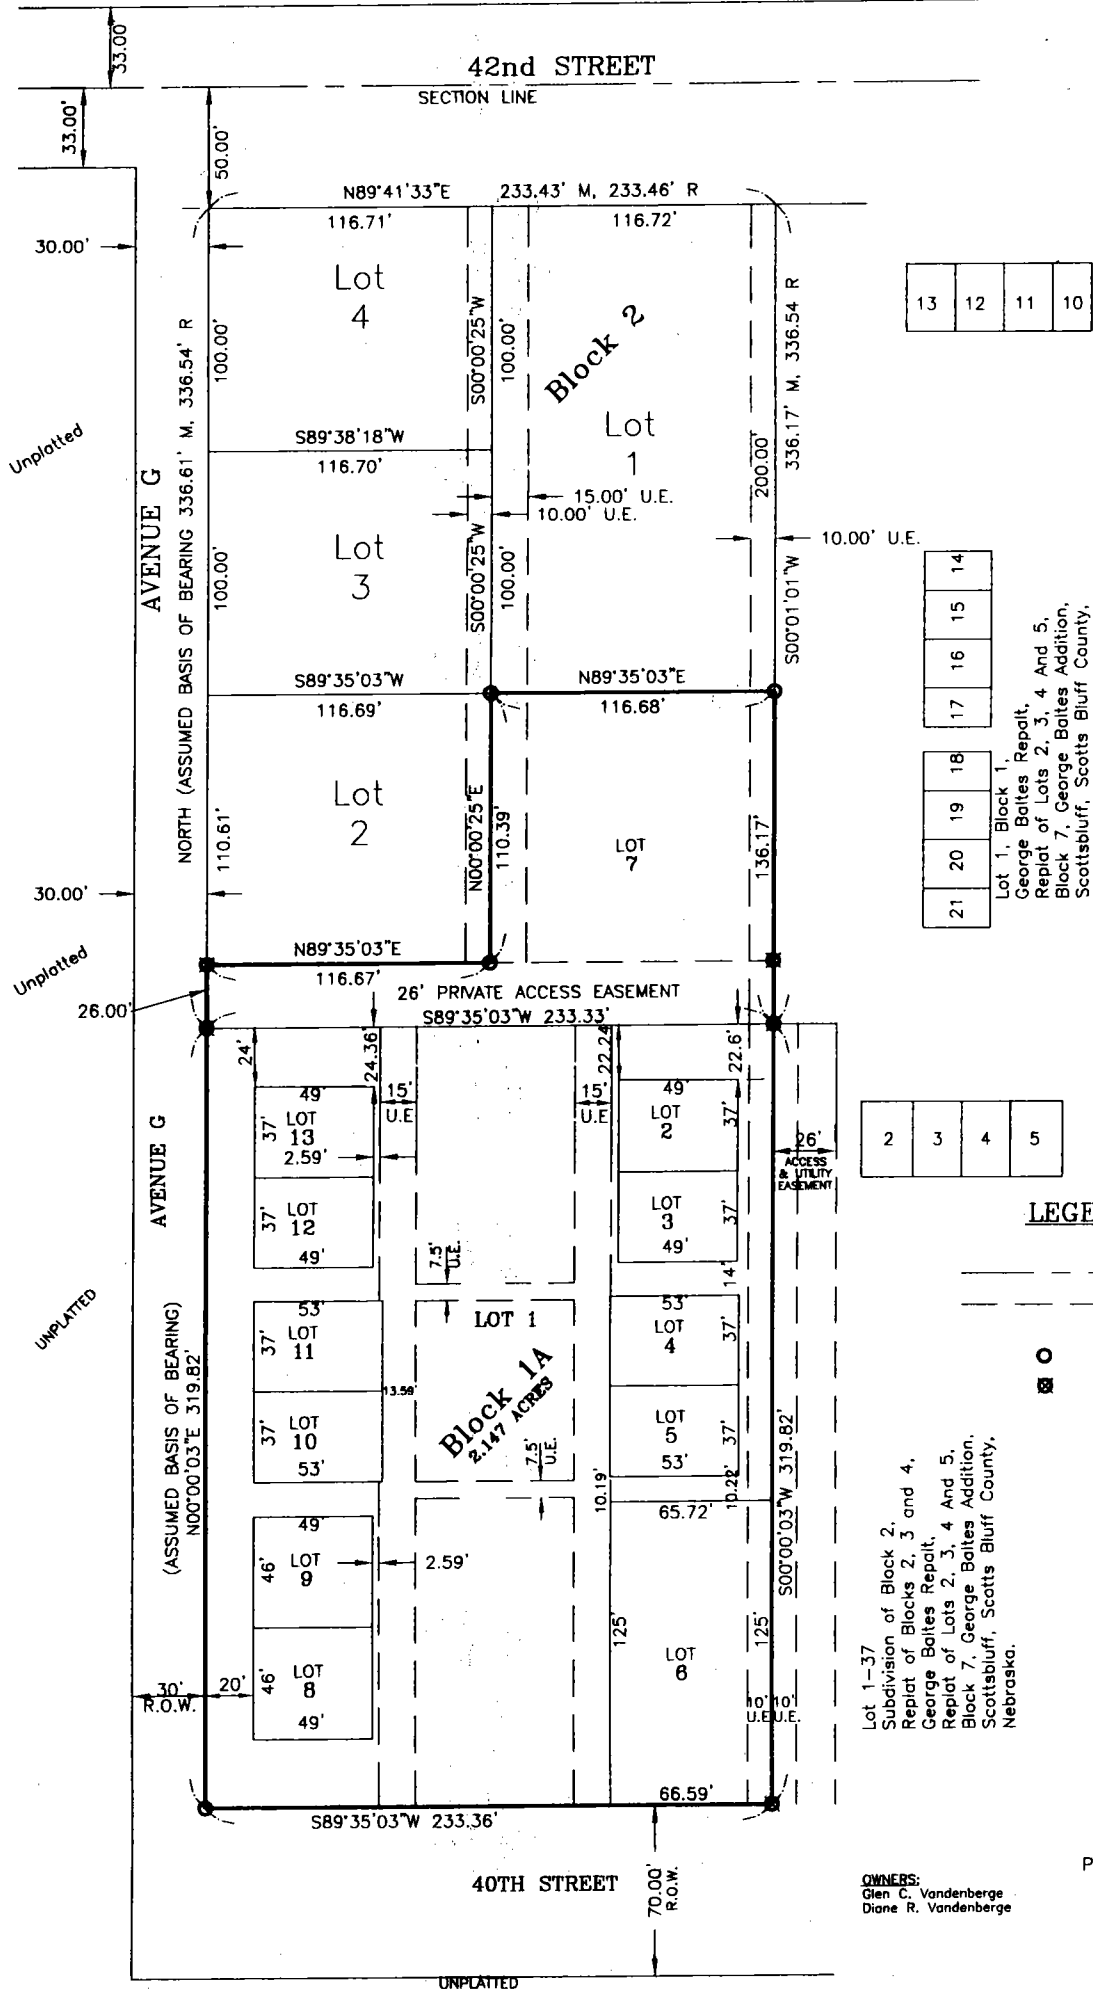 33.00'
42nd STREET
SECTION LINE
33.00'
50.00'
N89°41'33"E 233.43' M, 233.46' R
116.71'
116.72'
30.00'
Lot
4
100.00'
S00°00'25"W
100.00'
Block 2
336.17' M, 336.54 R
13 12 11 10
NORTH (ASSUMED BASIS OF BEARING 336.61' M, 336.54' R
Unplatted
AVENUE G
S89°38'18"W
116.70'
Lot
1
200.00'
15.00' U.E.
10.00' U.E.
10.00' U.E.
Lot
3
100.00'
S00°00'25"W
100.00'
S00°01'01"W
14
15
16
17
18
19
20
21
Lot 1, Block 1,
George Baltes Repalt,
Replat of Lots 2, 3, 4 And 5,
Block 7, George Baltes Addition,
Scottsbluff, Scotts Bluff County,
S89°35'03"W
116.69'
N89°35'03"E
116.68'
Lot
2
110.61'
N00°00'25"E
110.39'
LOT
7
136.17'
30.00'
Unplatted
N89°35'03"E
116.67'
26.00'
26' PRIVATE ACCESS EASEMENT
S89°35'03"W 233.33'
24'
24.36'
22.24'
22.6'
15'
U.E
15'
U.E
49'
LOT
13
37'
2.59'
49'
LOT
2
37'
26'
ACCESS
& UTILITY
EASEMENT
2 3 4 5
LEGE
AVENUE G
LOT
12
37'
49'
LOT
3
37'
49'
7.5'
U.E.
14'
UNPLATTED
53'
LOT
11
37'
LOT 1
53'
LOT
4
37'
(ASSUMED BASIS OF BEARING)
N00°00'03"E 319.82'
13.59'
Block 1A
2.147 ACRES
LOT
10
37'
53'
LOT
5
37'
53'
7.5'
U.E.
10.19'
10.22'
65.72'
S00°00'03"W 319.82'
49'
LOT
9
46'
2.59'
125'
125'
LOT
6
LOT
8
46'
49'
30'
R.O.W.
20'
10' 10'
U.E U.E.
Lot 1-37
Subdivision of Block 2,
Replat of Blocks 2, 3 and 4,
George Baltes Repalt,
Replat of Lots 2, 3, 4 And 5,
Block 7, George Baltes Addition,
Scottsbluff, Scotts Bluff County,
Nebraska.
66.59'
S89°35'03"W 233.36'
40TH STREET
70.00'
R.O.W.
P
OWNERS:
Glen C. Vandenberge
Diane R. Vandenberge
UNPLATTED